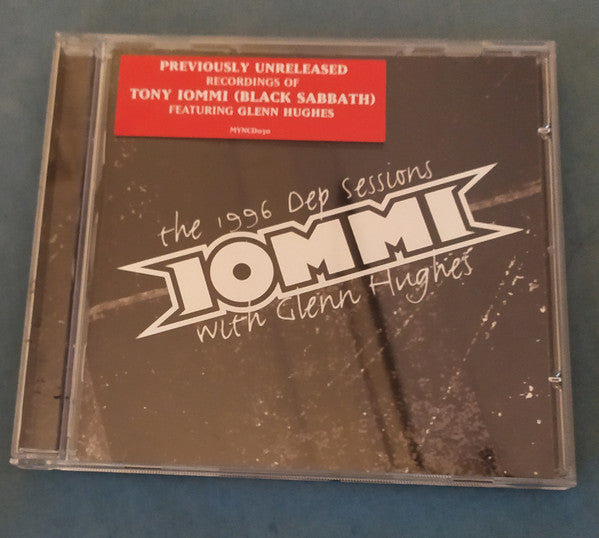 PREVIOUSLY UNRELEASED
RECORDINGS OF
TONY IOMMI (BLACK SABBATH)
FEATURING GLENN HUGHES
MYNCD030
the 1996 Dep Sessions
IOMMI
with Glenn Hughes